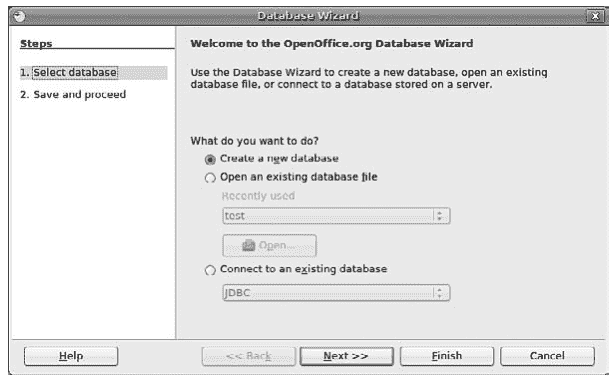 Database Wizard
Steps
1. Select database
2. Save and proceed
Welcome to the OpenOffice.org Database Wizard
Use the Database Wizard to create a new database, open an existing
database file, or connect to a database stored on a server.
What do you want to do?
Create a new database
Open an existing database file
Recently used
test
Open...
Connect to an existing database
JDBC
Help
<< Back
Next >>
Finish
Cancel